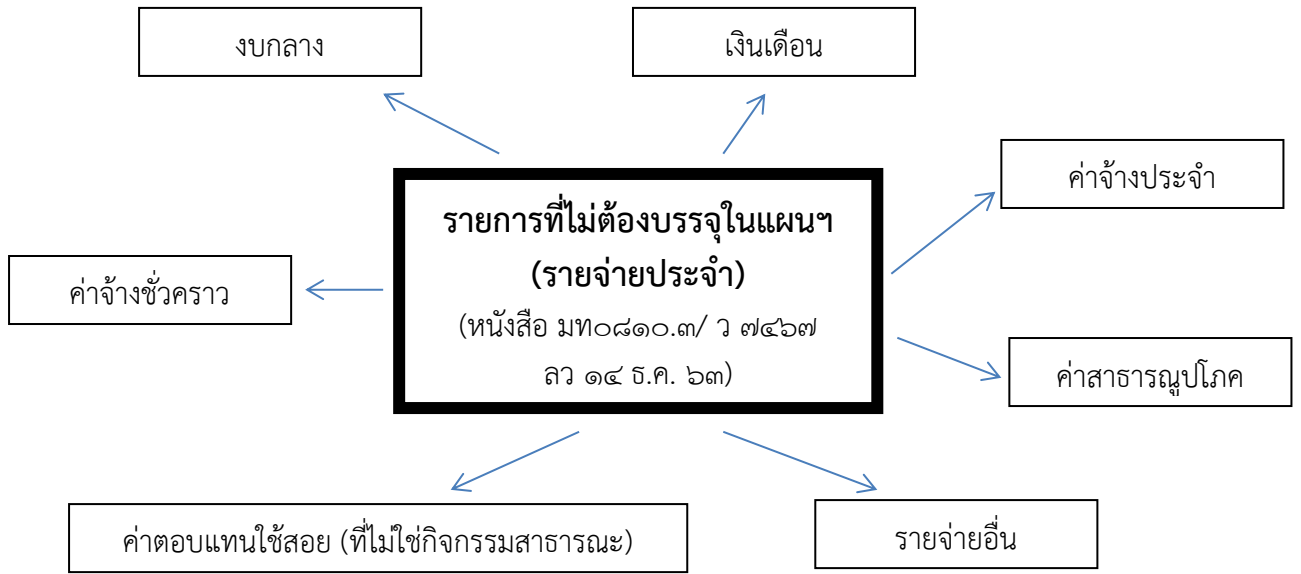 งบกลาง
เงินเดือน
ค่าจ้างประจำ
รายการที่ไม่ต้องบรรจุในแผนฯ
(รายจ่ายประจำ)
(หนังสือ มท๐๘๑๐.๓/ ว ๗๔๖๗
ลว ๑๔ ธ.ค. ๖๓)
ค่าจ้างชั่วคราว
ค่าสาธารณูปโภค
ค่าตอบแทนใช้สอย (ที่ไม่ใช่กิจกรรมสาธารณะ)
รายจ่ายอื่น